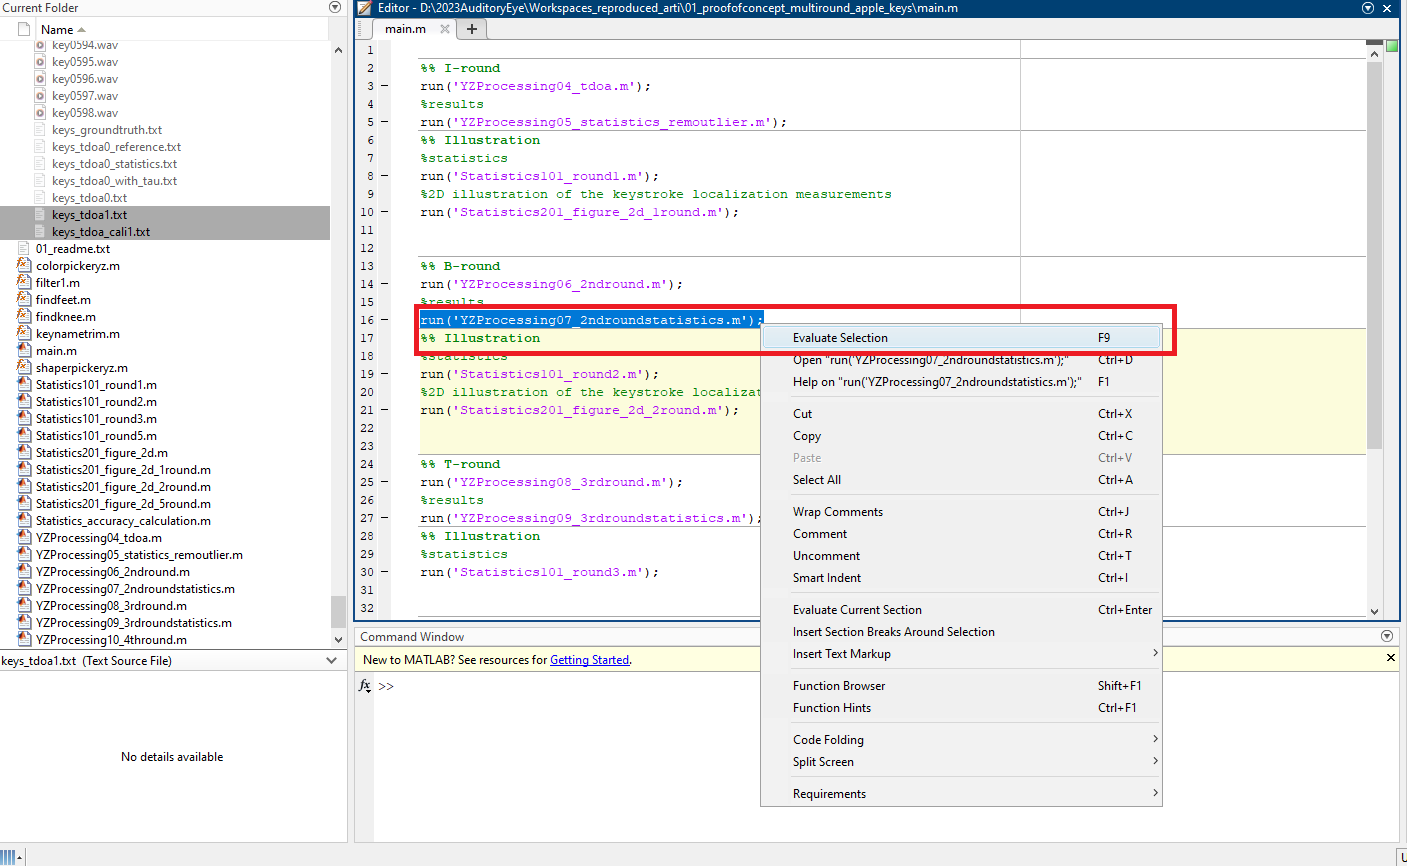 Current Folder
Name
key0594.wav
key0595.wav
key0596.wav
key0597.wav
key0598.wav
keys_groundtruth.txt
keys_tdoa0_reference.txt
keys_tdoa0_statistics.txt
keys_tdoa0_with_tau.txt
keys_tdoa0.txt
keys_tdoa1.txt
keys_tdoa_cali1.txt
01_readme.txt
colorpickeryz.m
filter1.m
findfeet.m
findknee.m
keynametrim.m
main.m
shaperpickeryz.m
Statistics101_round1.m
Statistics101_round2.m
Statistics101_round3.m
Statistics101_round5.m
Statistics201_figure_2d.m
Statistics201_figure_2d_1round.m
Statistics201_figure_2d_2round.m
Statistics201_figure_2d_5round.m
Statistics_accuracy_calculation.m
YZProcessing04_tdoa.m
YZProcessing05_statistics_remoutlier.m
YZProcessing06_2ndround.m
YZProcessing07_2ndroundstatistics.m
YZProcessing08_3rdround.m
YZProcessing09_3rdroundstatistics.m
YZProcessing10_4thround.m
keys_tdoa1.txt (Text Source File)
No details available
Editor - D:\2023AuditoryEye\Workspaces_reproduced_arti\01_proofofconcept_multiround_apple_keys\main.m
main.m
1
2 %% I-round
3 run('YZProcessing04_tdoa.m');
4 %results
5 run('YZProcessing05_statistics_remoutlier.m');
6 %% Illustration
7 %statistics
8 run('Statistics101_round1.m');
9 %2D illustration of the keystroke localization measurements
10 run('Statistics201_figure_2d_1round.m');
11
12
13 %% B-round
14 run('YZProcessing06_2ndround.m');
15 %results
16 run('YZProcessing07_2ndroundstatistics.m');
17 %% Illustration
18 %statistics
19 run('Statistics101_round2.m');
20 %2D illustration of the keystroke localizat
21 run('Statistics201_figure_2d_2round.m');
22
23
24 %% T-round
25 run('YZProcessing08_3rdround.m');
26 %results
27 run('YZProcessing09_3rdroundstatistics.m');
28 %% Illustration
29 %statistics
30 run('Statistics101_round3.m');
31
32
Evaluate Selection F9
Open "run('YZProcessing07_2ndroundstatistics.m');" Ctrl+D
Help on "run('YZProcessing07_2ndroundstatistics.m');" F1
Cut Ctrl+X
Copy Ctrl+C
Paste Ctrl+V
Select All Ctrl+A
Wrap Comments Ctrl+J
Comment Ctrl+R
Uncomment Ctrl+T
Smart Indent Ctrl+I
Evaluate Current Section Ctrl+Enter
Insert Section Breaks Around Selection
Insert Text Markup
Function Browser Shift+F1
Function Hints Ctrl+F1
Code Folding
Split Screen
Requirements
Command Window
New to MATLAB? See resources for Getting Started.
fx >>
U